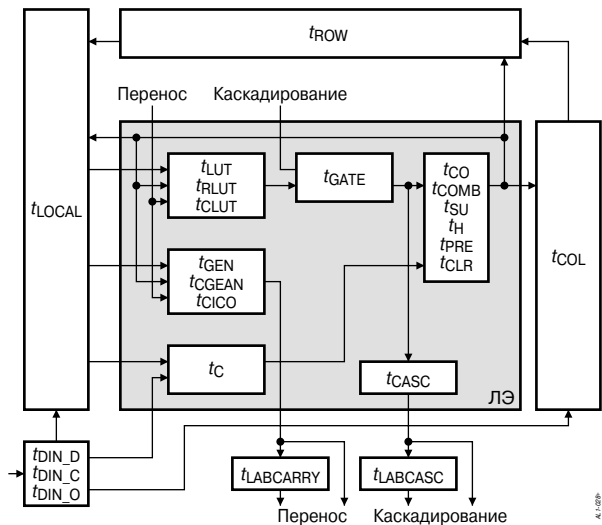 tROW
Перенос
Каскадирование
tLUT
tRLUT
tCLUT
tGATE
tCO
tCOMB
tSU
tH
tPRE
tCLR
tLOCAL
tCOL
tGEN
tCGEAN
tCICO
tC
tCASC
ЛЭ
tDIN_D
tDIN_C
tDIN_O
tLABCARRY
tLABCASC
Перенос
Каскадирование